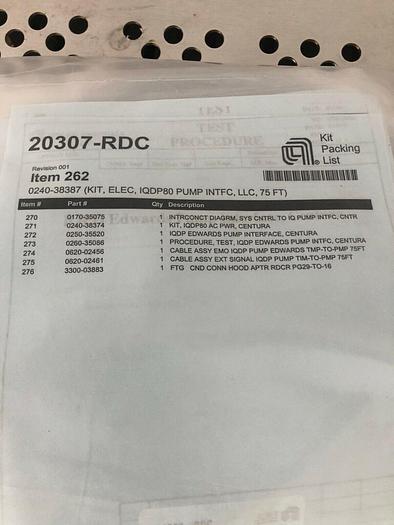 TEST
TEST
PROCEDURE
20307-RDC
Kit
Packing
List
Revision 001
Item 262
0240-38387 (KIT, ELEC, IQDP80 PUMP INTFC, LLC, 75 FT)
Item # Part # Qty Description
270 0170-35075 1 INTRCONCT DIAGRM, SYS CNTRL TO IQ PUMP INTFC, CNTR
271 0240-38374 1 KIT, IQDP80 AC PWR, CENTURA
272 0250-35520 1 IQDP EDWARDS PUMP INTERFACE, CENTURA
273 0260-35086 1 PROCEDURE, TEST, IQDP EDWARDS PUMP INTFC, CENTURA
274 0620-02456 1 CABLE ASSY EMO IQDP PUMP EDWARDS TMP-TO-PMP 75FT
275 0620-02461 1 CABLE ASSY EXT SIGNAL IQDP PUMP TIM-TO-PMP 75FT
276 3300-03883 1 FTG CND CONN HOOD APTR RDCR PG29-TO-16